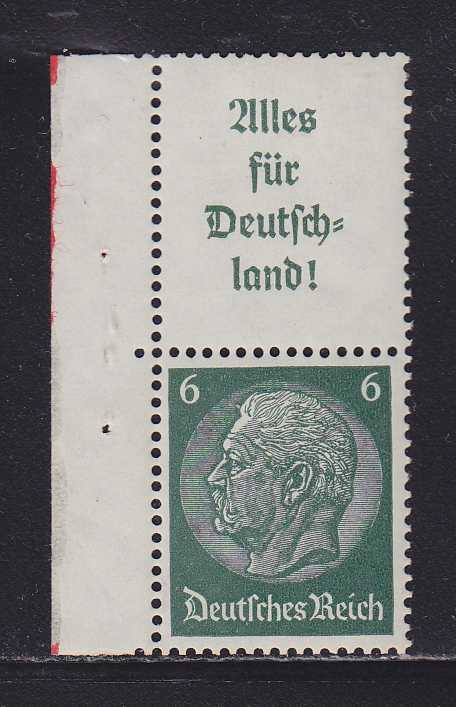 Alles
für
Deutſch=
land!
6 6
Deutſches Reich